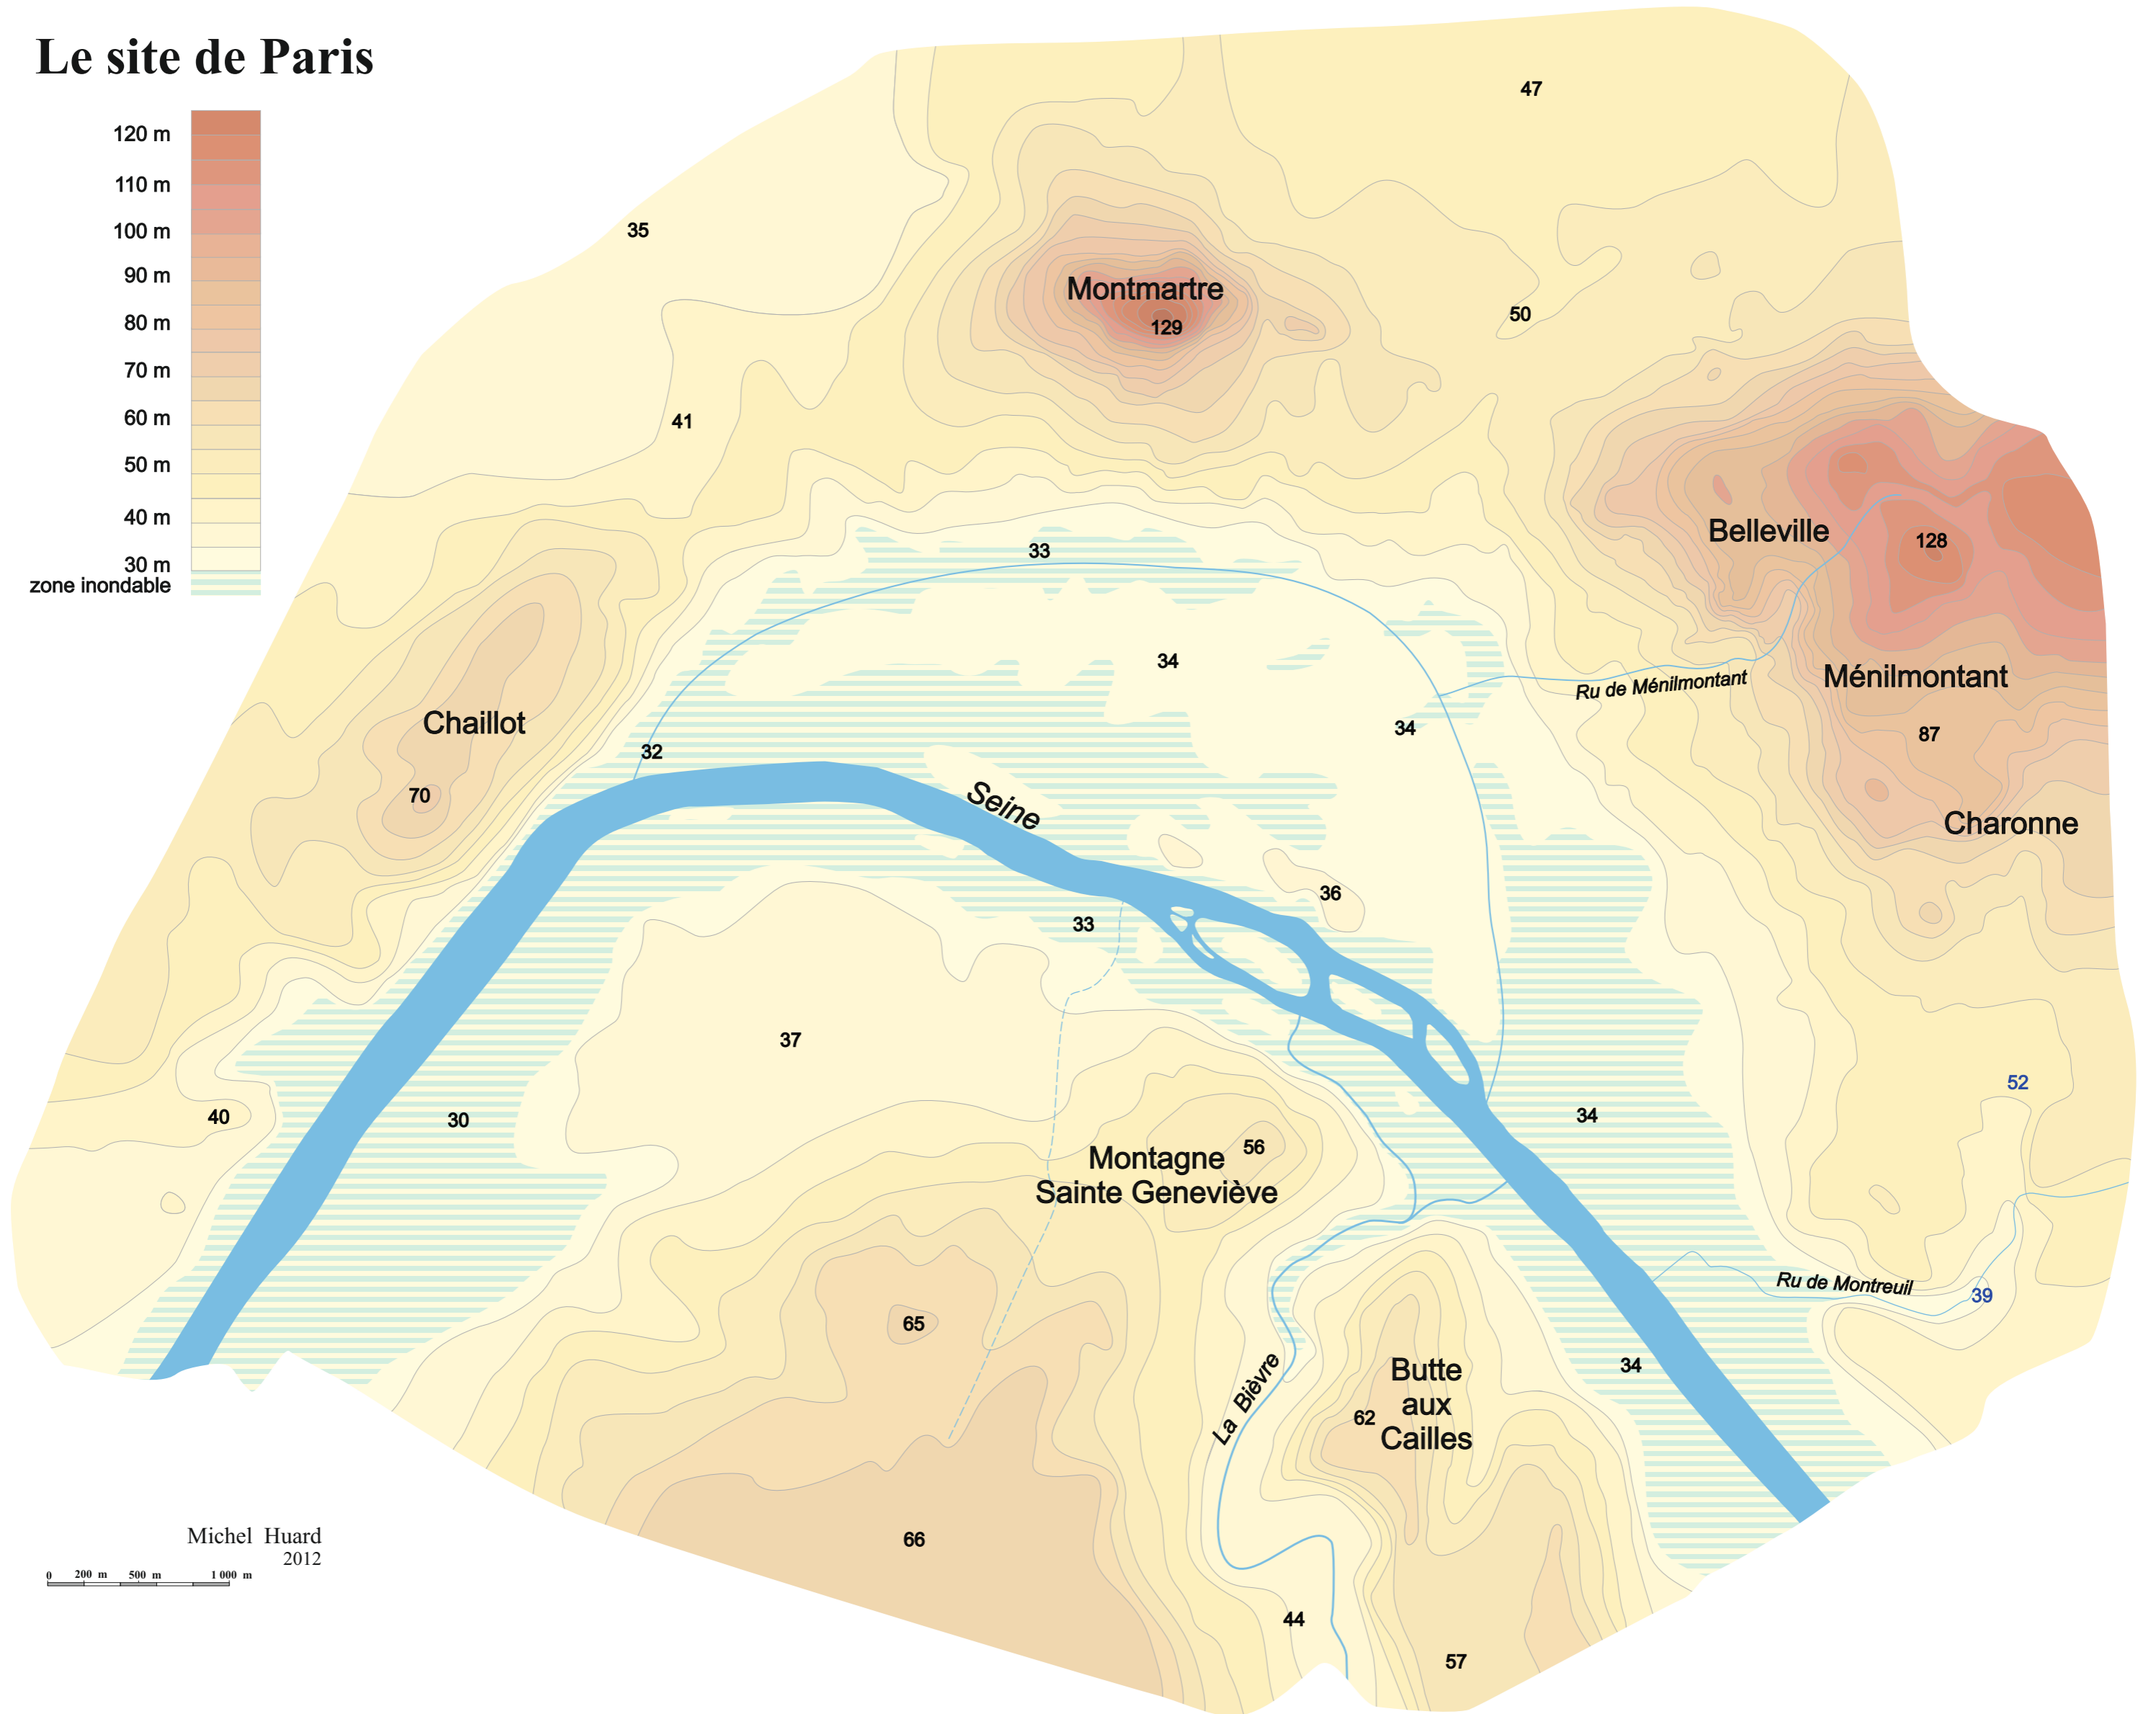 Le site de Paris
120 m
110 m
100 m
90 m
80 m
70 m
60 m
50 m
40 m
30 m
zone inondable
47
35
Montmartre
129
50
41
Belleville
128
33
34
Ru de Ménilmontant
Ménilmontant
87
Chaillot
32
34
70
Seine
Charonne
36
33
37
52
40
30
34
56
Montagne
Sainte Geneviève
Ru de Montreuil
39
65
La Bièvre
34
Butte
aux
Cailles
62
66
44
57
Michel Huard
2012
0 200 m 500 m 1 000 m